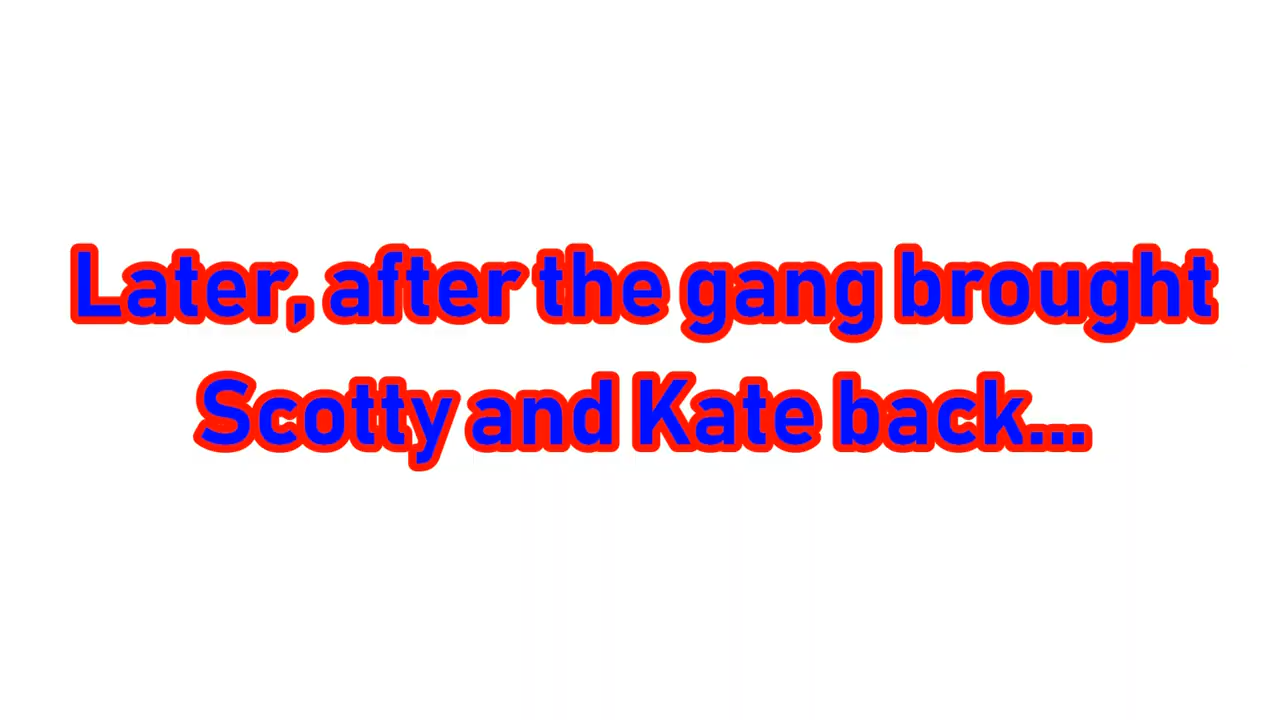 Later, after the gang brought
Scotty and Kate back...